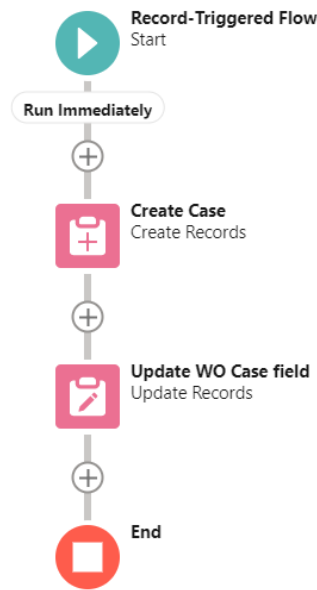 Record-Triggered Flow
Start
Run Immediately
Create Case
Create Records
Update WO Case field
Update Records
End